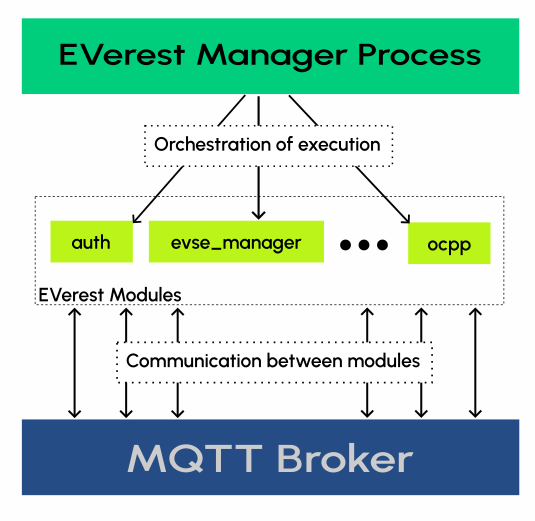 EVerest Manager Process
Orchestration of execution
auth
evse_manager
ocpp
EVerest Modules
Communication between modules
MQTT Broker